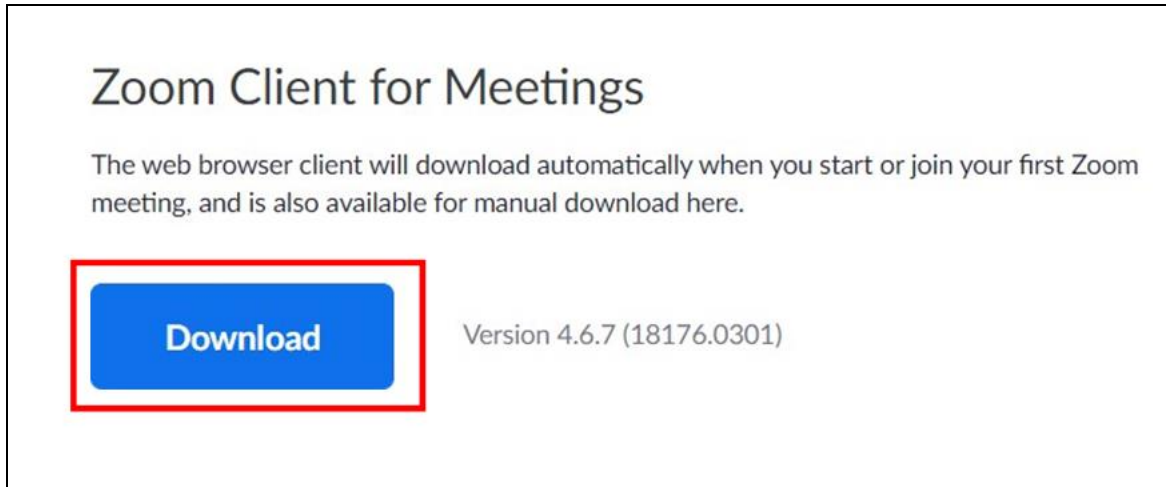 Zoom Client for Meetings
The web browser client will download automatically when you start or join your first Zoom
meeting, and is also available for manual download here.
Download
Version 4.6.7 (18176.0301)